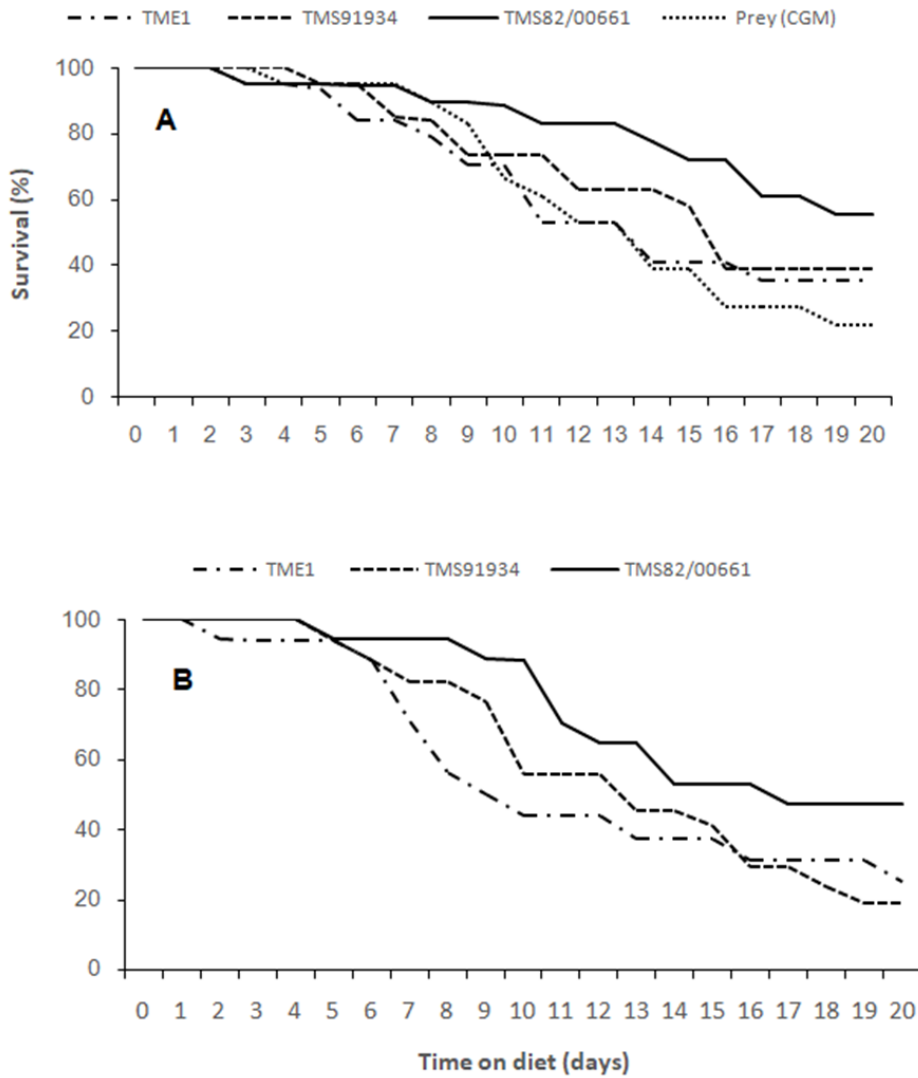 TME1 TMS91934 TMS82/00661 Prey (CGM)
A
Survival (%)
100
80
60
40
20
0
0 1 2 3 4 5 6 7 8 9 10 11 12 13 14 15 16 17 18 19 20
TME1 TMS91934 TMS82/00661
B
100
80
60
40
20
0
0 1 2 3 4 5 6 7 8 9 10 11 12 13 14 15 16 17 18 19 20
Time on diet (days)